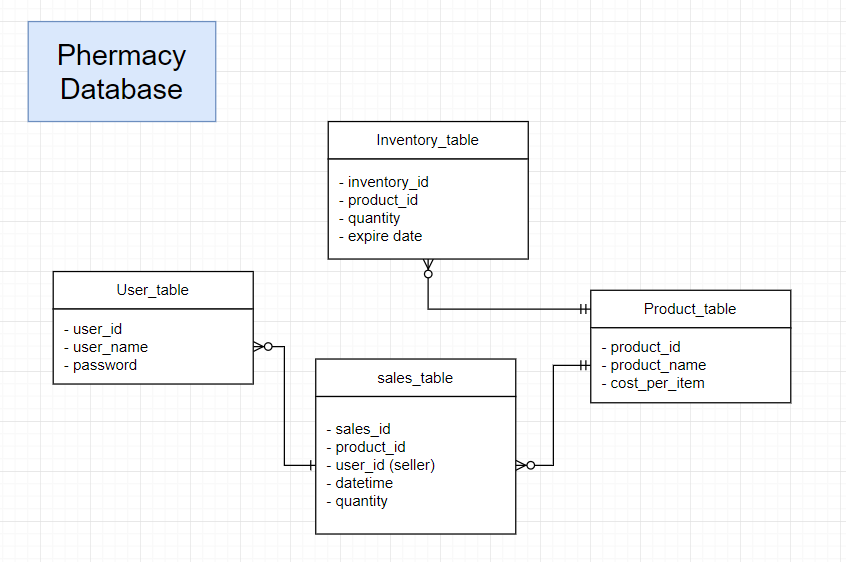 Phermacy
Database
Inventory_table
- inventory_id
- product_id
- quantity
- expire date
User_table
- user_id
- user_name
- password
Product_table
- product_id
- product_name
- cost_per_item
sales_table
- sales_id
- product_id
- user_id (seller)
- datetime
- quantity